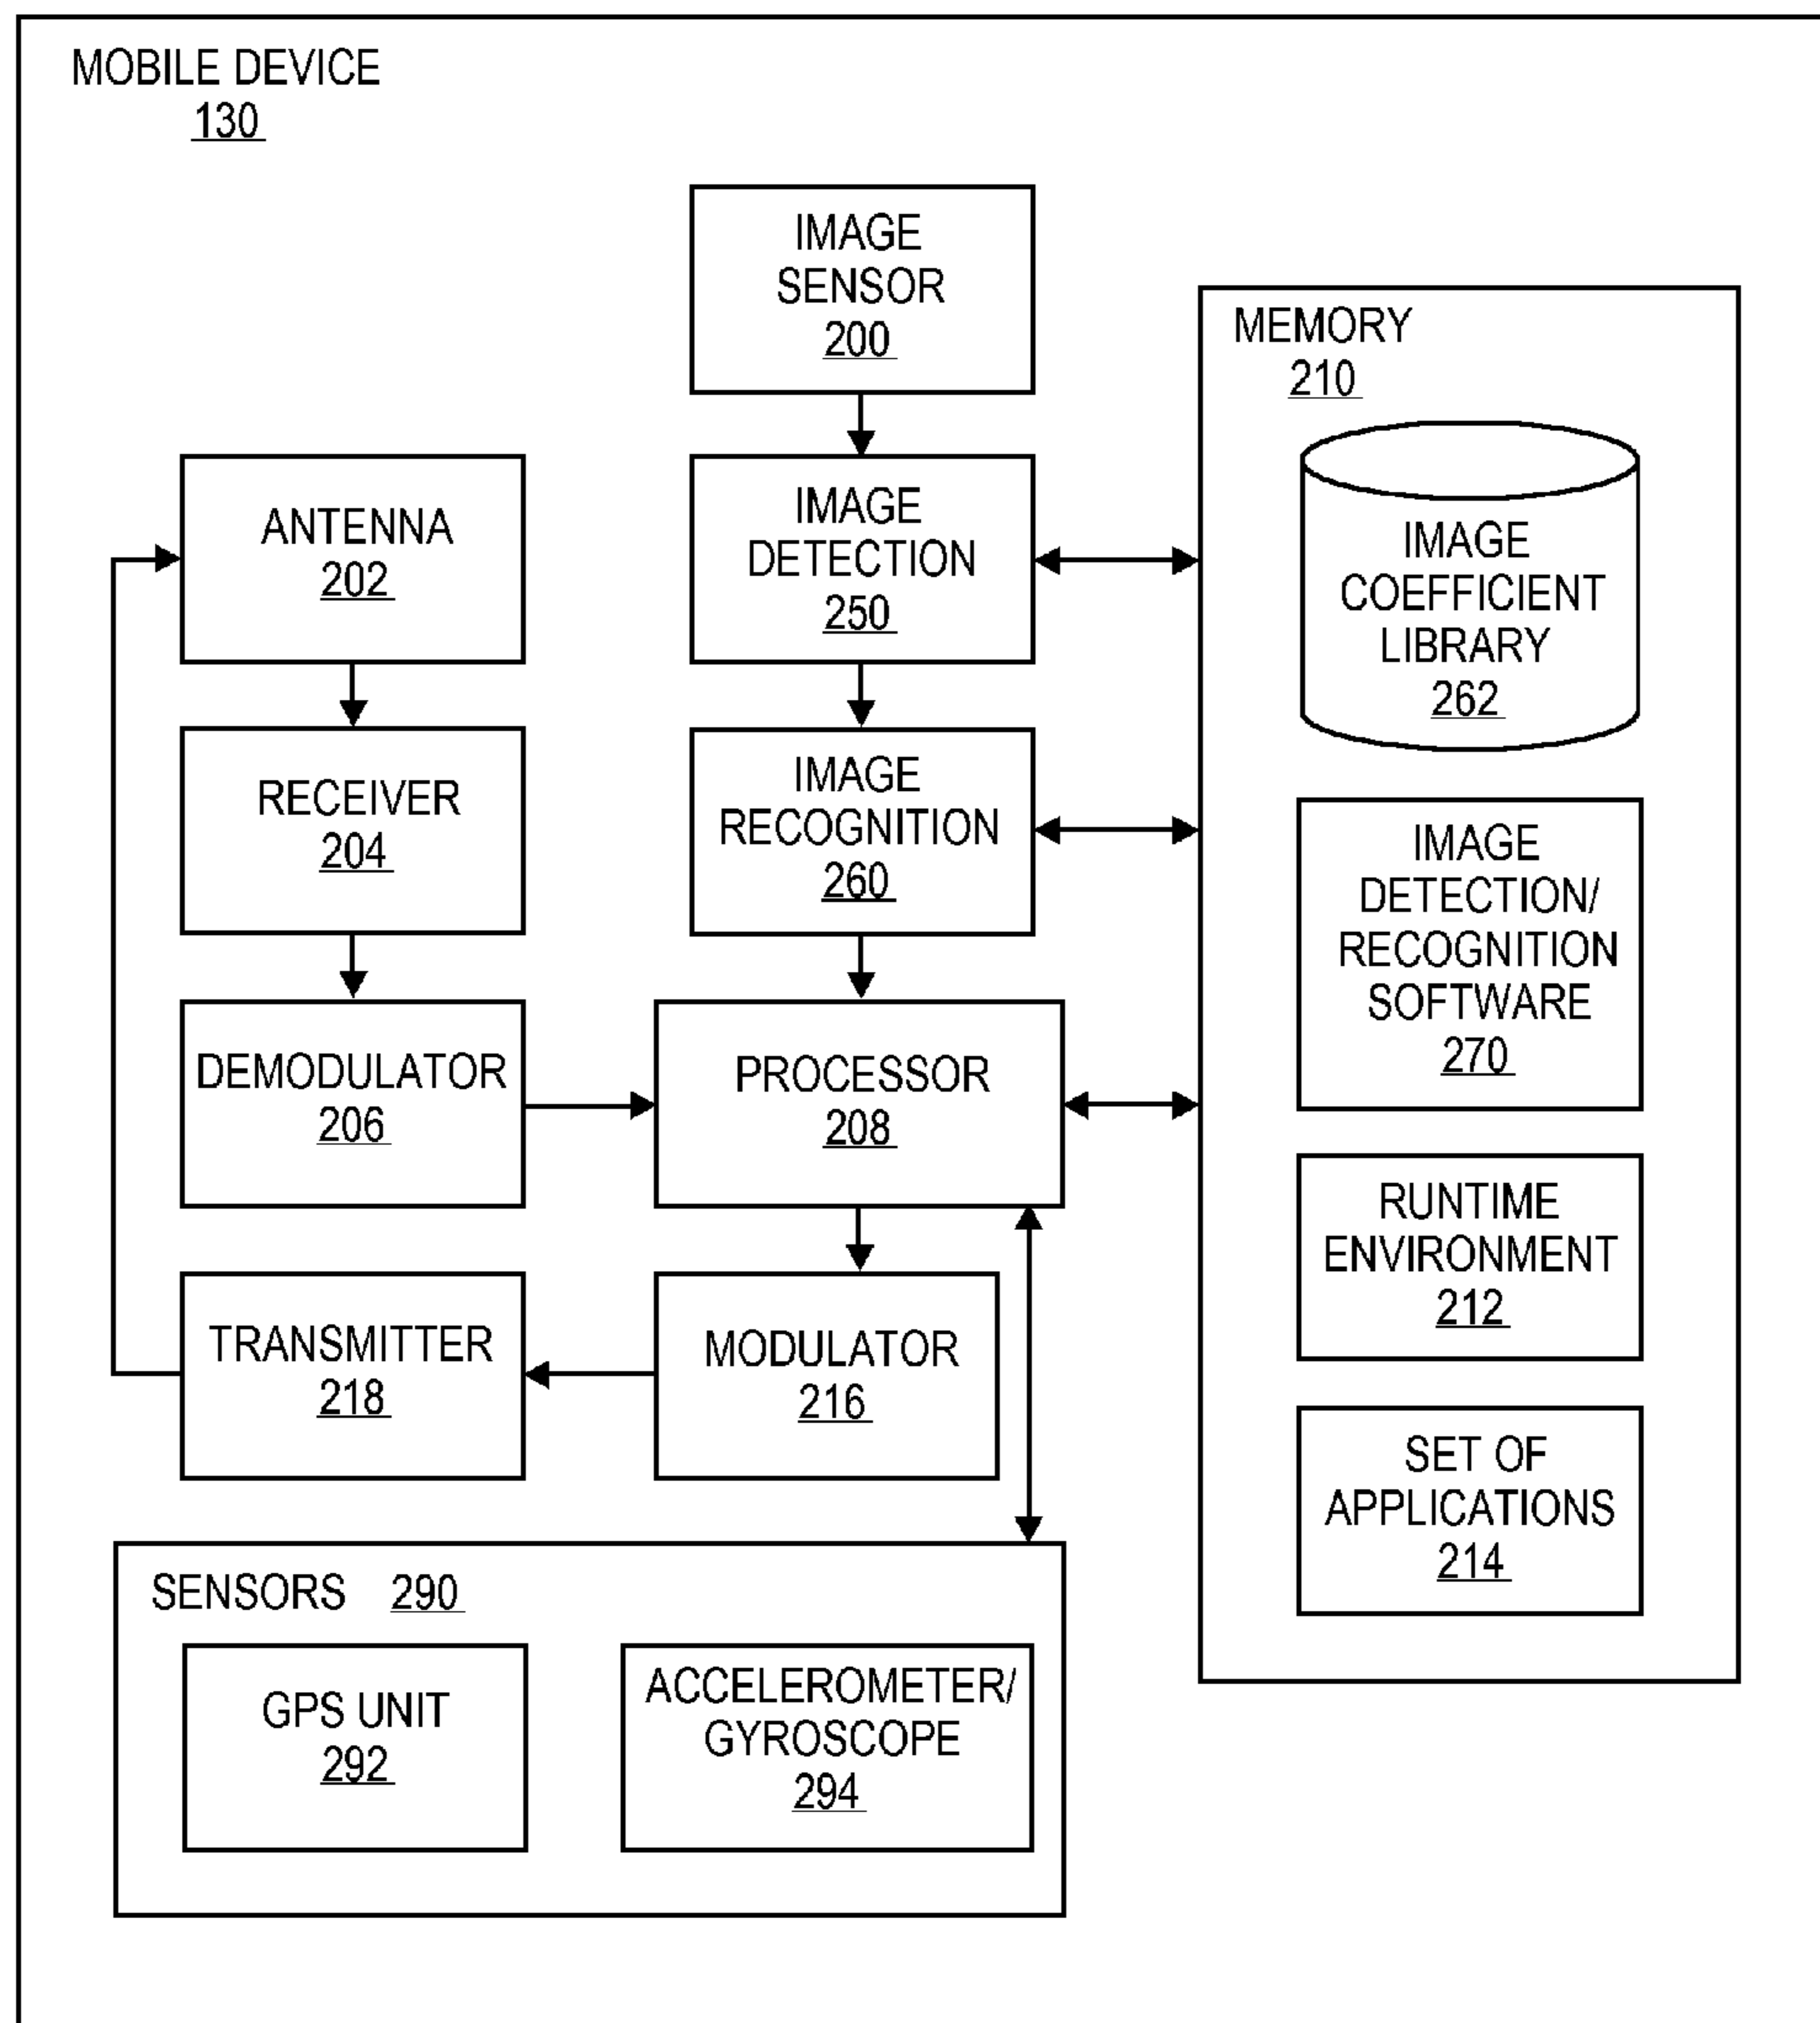 MOBILE DEVICE
130
IMAGE
SENSOR
200
MEMORY
210
ANTENNA
202
IMAGE
DETECTION
250
IMAGE
COEFFICIENT
LIBRARY
262
RECEIVER
204
IMAGE
RECOGNITION
260
IMAGE
DETECTION/
RECOGNITION
SOFTWARE
270
DEMODULATOR
206
PROCESSOR
208
RUNTIME
ENVIRONMENT
212
TRANSMITTER
218
MODULATOR
216
SET OF
APPLICATIONS
214
SENSORS 290
GPS UNIT
292
ACCELEROMETER/
GYROSCOPE
294